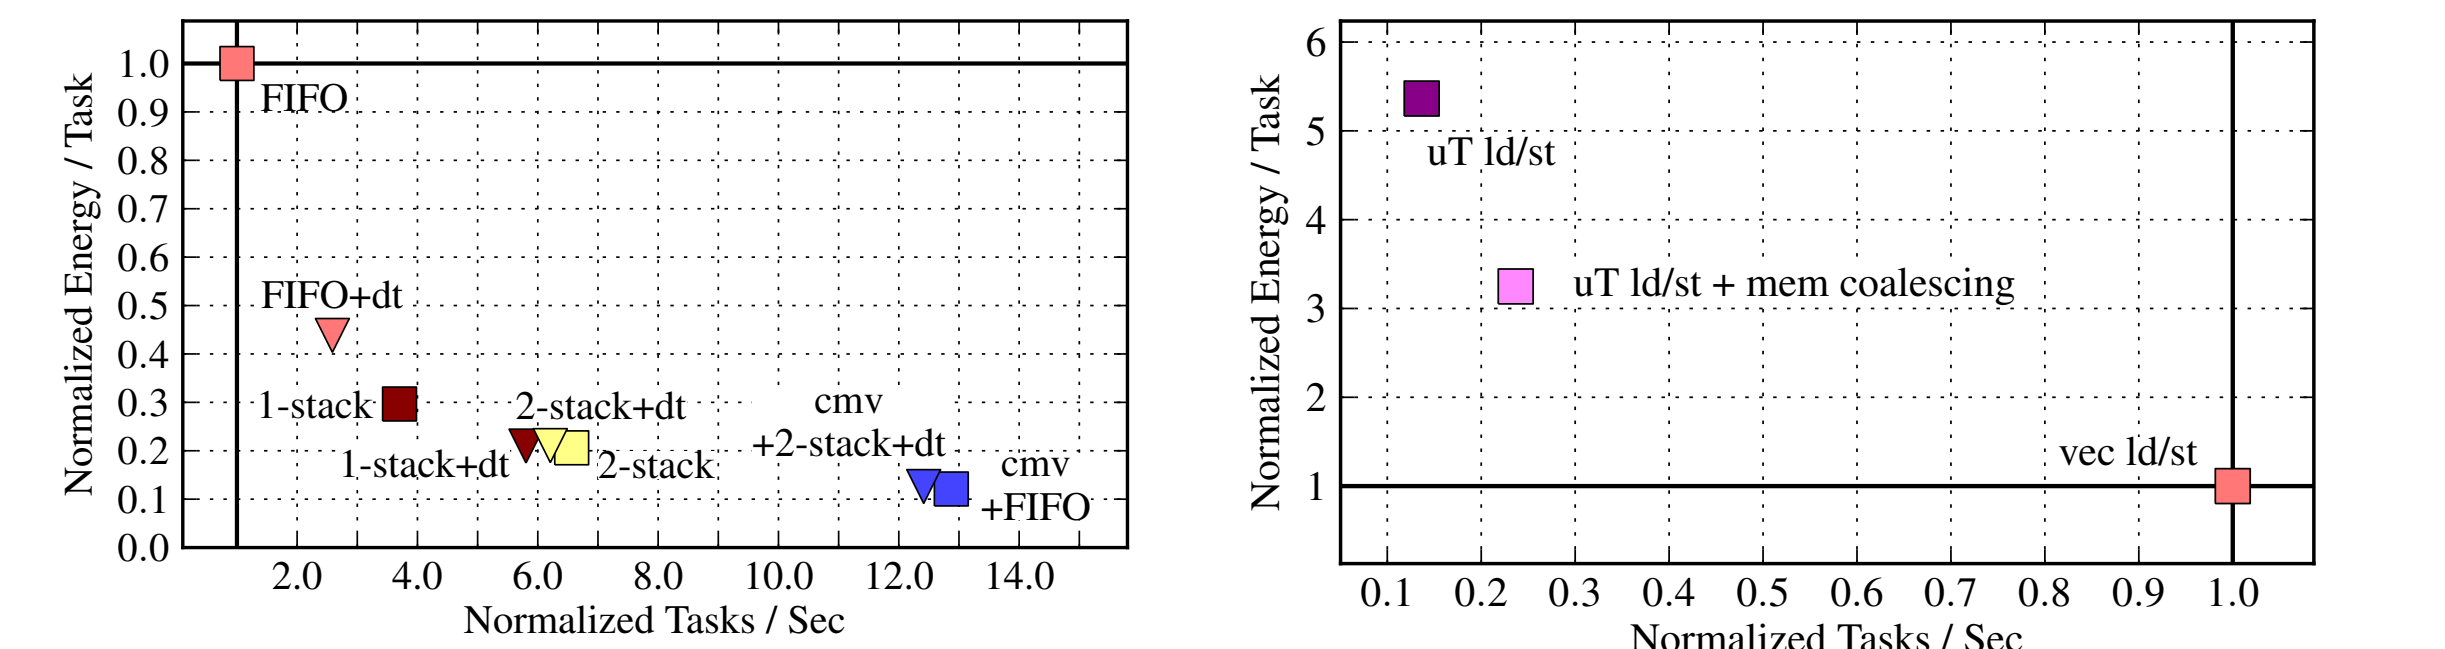 Normalized Energy / Task
1.0
0.9
0.8
0.7
0.6
0.5
0.4
0.3
0.2
0.1
0.0
FIFO
FIFO+dt
1-stack
2-stack+dt
1-stack+dt
2-stack
cmv
+2-stack+dt
cmv
+FIFO
2.0 4.0 6.0 8.0 10.0 12.0 14.0
Normalized Tasks / Sec
Normalized Energy / Task
6
5
4
3
2
1
uT ld/st
uT ld/st + mem coalescing
vec ld/st
0.1 0.2 0.3 0.4 0.5 0.6 0.7 0.8 0.9 1.0
Normalized Tasks / Sec